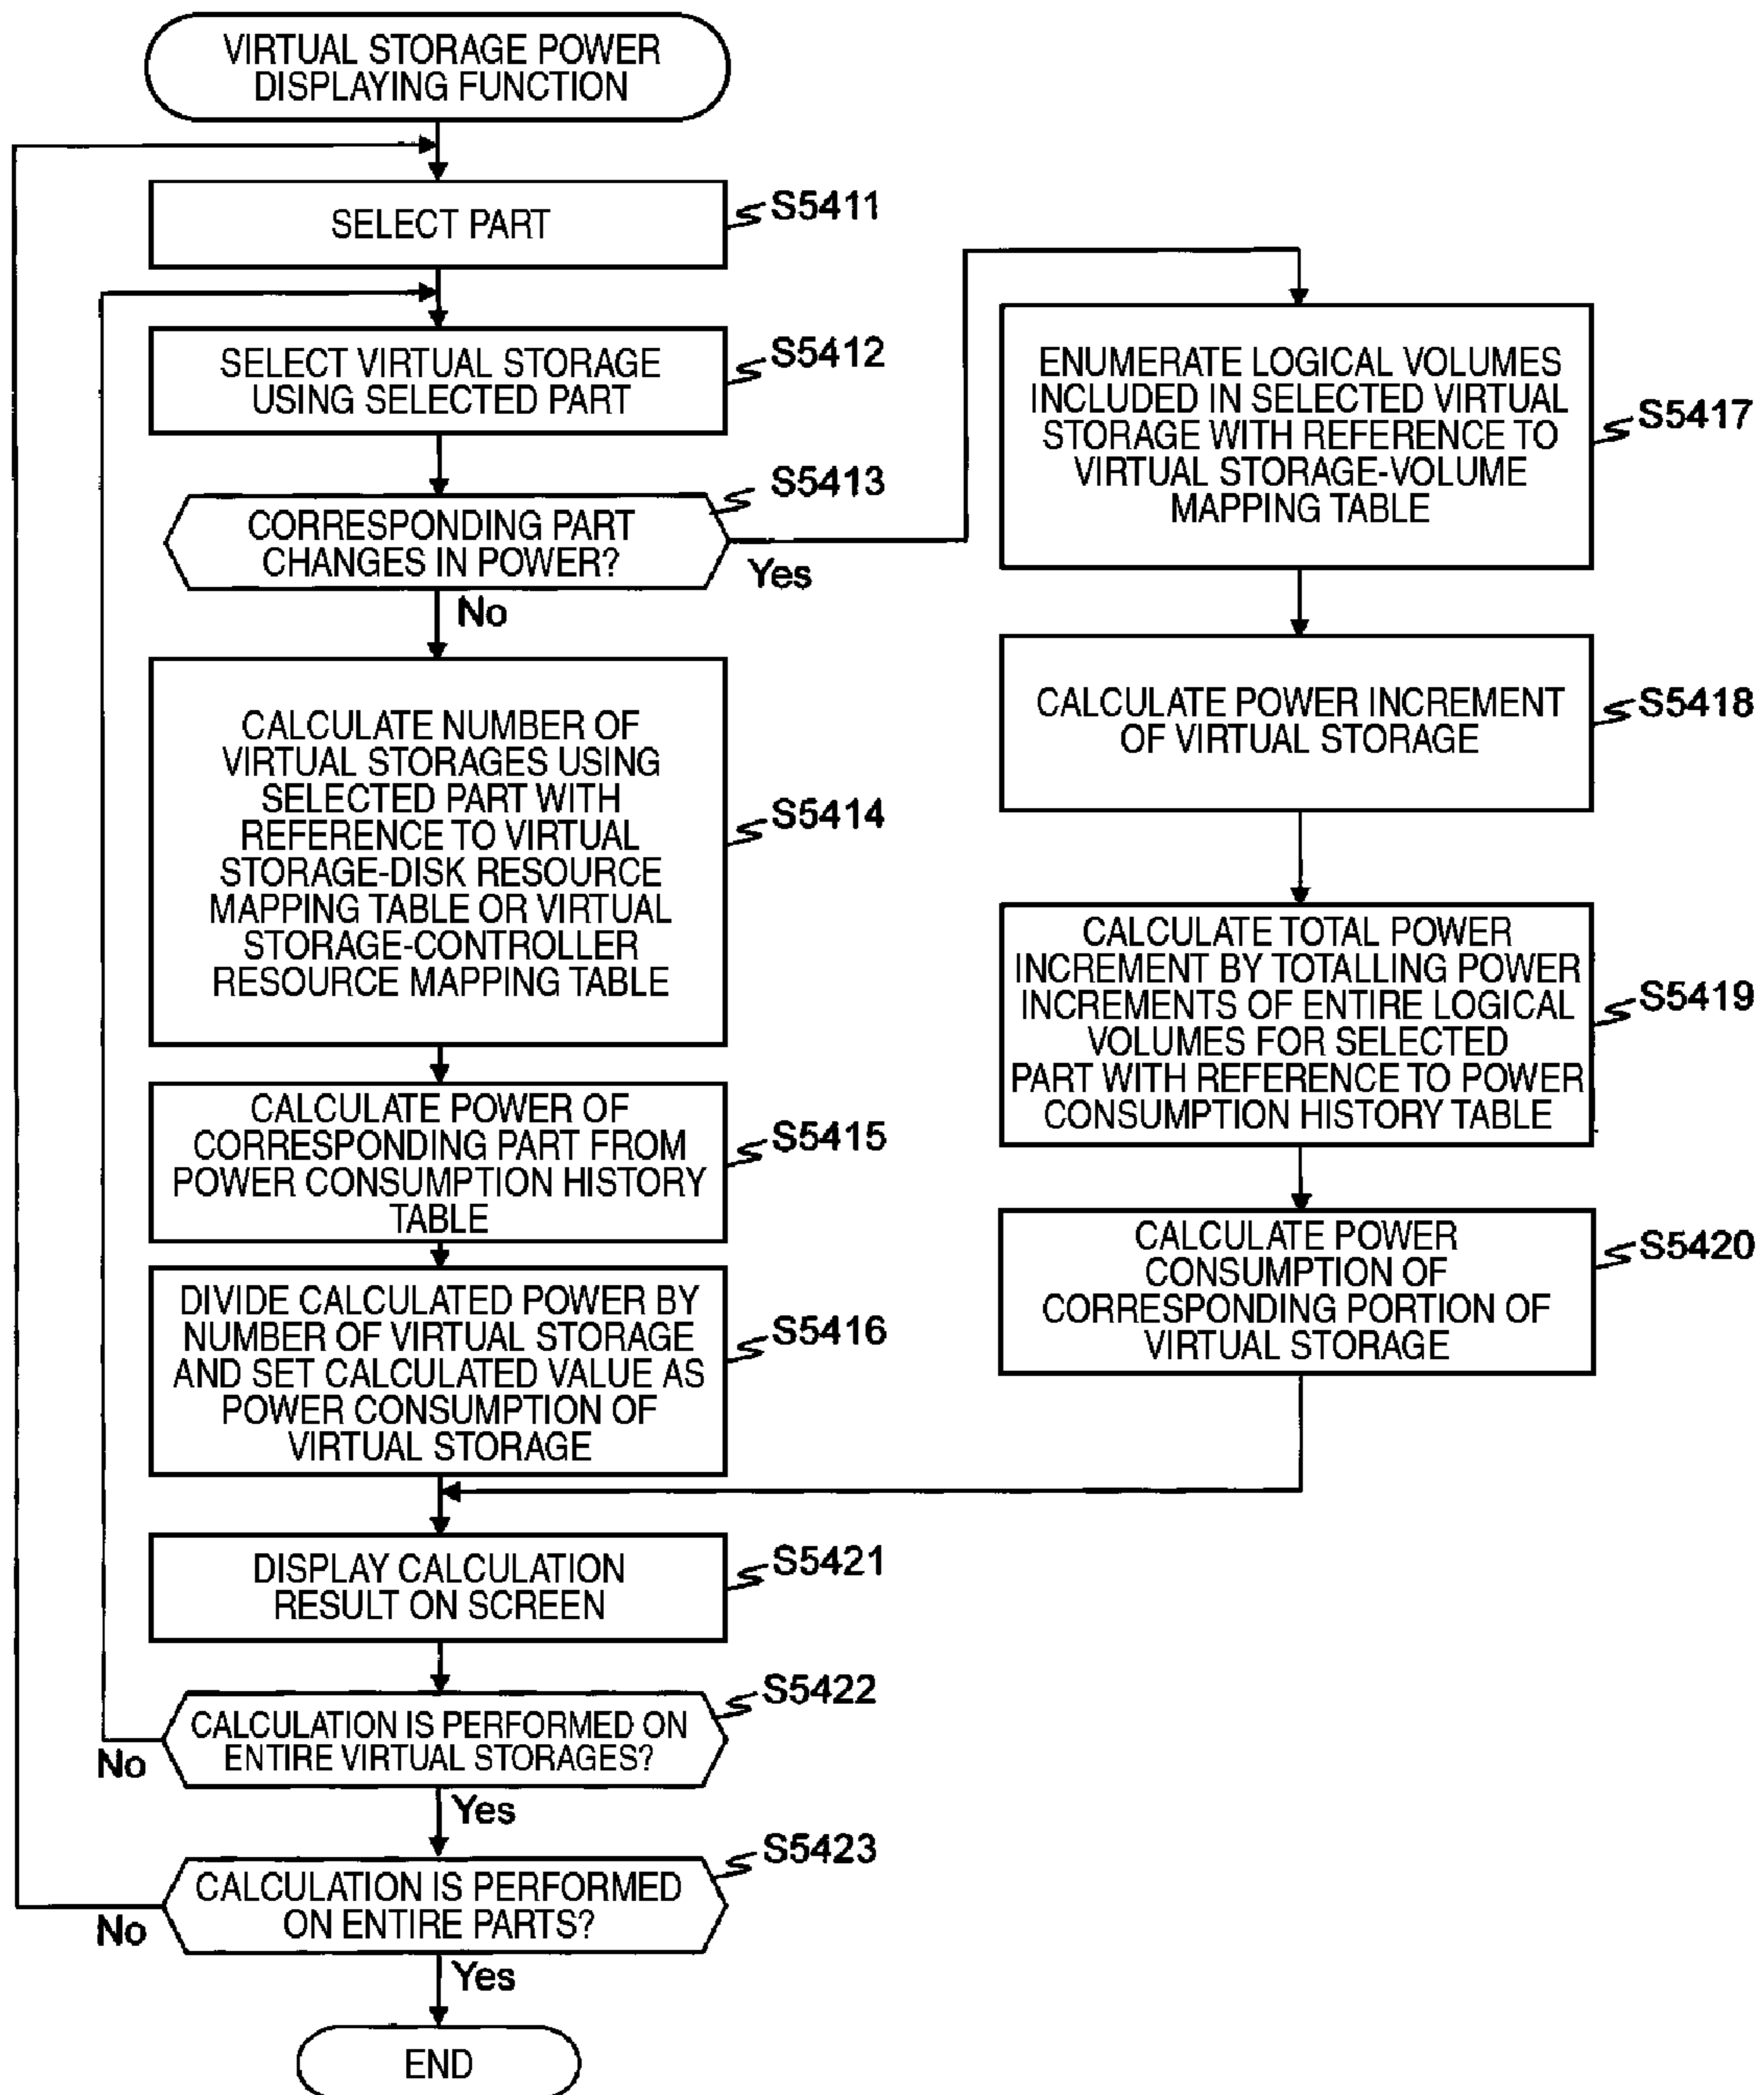 VIRTUAL STORAGE POWER
DISPLAYING FUNCTION
SELECT PART
S5411
SELECT VIRTUAL STORAGE
USING SELECTED PART
S5412
CORRESPONDING PART
CHANGES IN POWER?
S5413
Yes
No
CALCULATE NUMBER OF
VIRTUAL STORAGES USING
SELECTED PART WITH
REFERENCE TO VIRTUAL
STORAGE-DISK RESOURCE
MAPPING TABLE OR VIRTUAL
STORAGE-CONTROLLER
RESOURCE MAPPING TABLE
S5414
CALCULATE POWER OF
CORRESPONDING PART FROM
POWER CONSUMPTION HISTORY
TABLE
S5415
DIVIDE CALCULATED POWER BY
NUMBER OF VIRTUAL STORAGE
AND SET CALCULATED VALUE AS
POWER CONSUMPTION OF
VIRTUAL STORAGE
S5416
ENUMERATE LOGICAL VOLUMES
INCLUDED IN SELECTED VIRTUAL
STORAGE WITH REFERENCE TO
VIRTUAL STORAGE-VOLUME
MAPPING TABLE
S5417
CALCULATE POWER INCREMENT
OF VIRTUAL STORAGE
S5418
CALCULATE TOTAL POWER
INCREMENT BY TOTALLING POWER
INCREMENTS OF ENTIRE LOGICAL
VOLUMES FOR SELECTED
PART WITH REFERENCE TO POWER
CONSUMPTION HISTORY TABLE
S5419
CALCULATE POWER
CONSUMPTION OF
CORRESPONDING PORTION OF
VIRTUAL STORAGE
S5420
DISPLAY CALCULATION
RESULT ON SCREEN
S5421
CALCULATION IS PERFORMED ON
ENTIRE VIRTUAL STORAGES?
S5422
No
Yes
CALCULATION IS PERFORMED
ON ENTIRE PARTS?
S5423
No
Yes
END